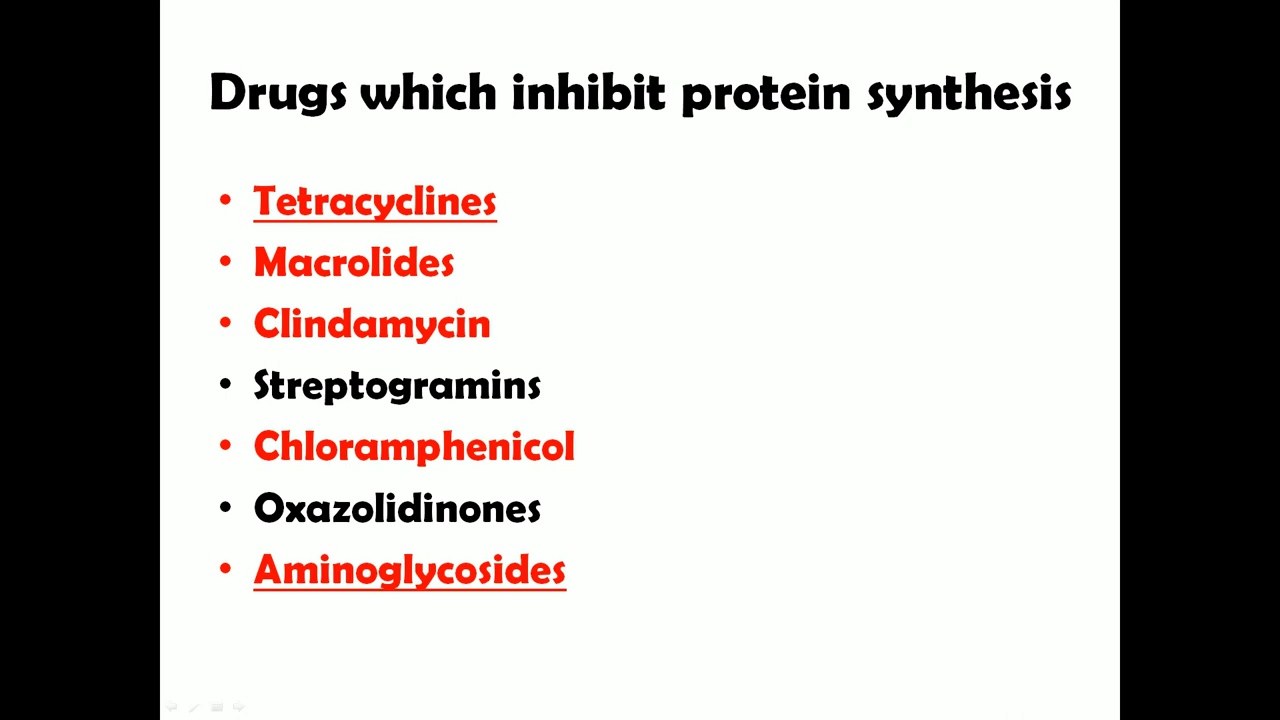 Drugs which inhibit protein synthesis
• Tetracyclines
• Macrolides
• Clindamycin
• Streptogramins
• Chloramphenicol
• Oxazolidinones
• Aminoglycosides